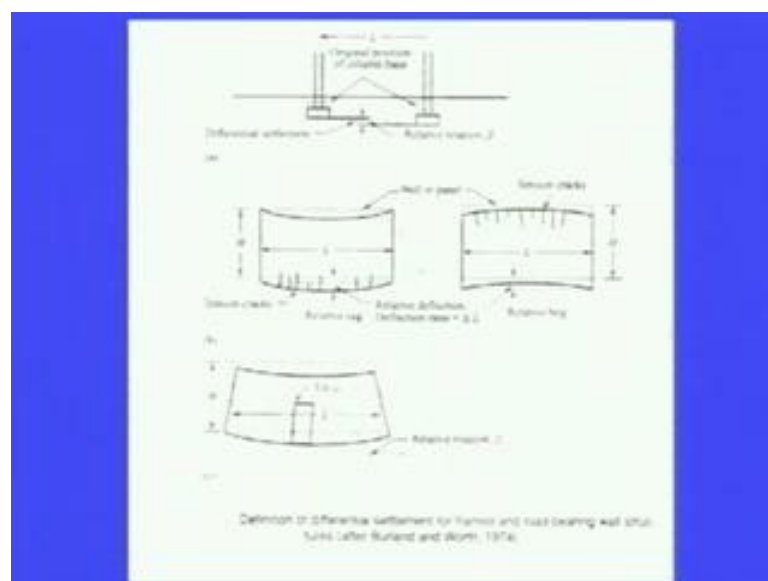 L
Original position
of column base
Differential settlement
Relative rotation,
Wall or panel
Tension cracks
H
L
L
H
Tension cracks
Relative sag
Relative deflection,
Deflection ratio =
Relative hog
H
L
Relative rotation,
Definition of differential settlement for framed and load-bearing wall struc-
tures (after Burland and Wroth, 1974).